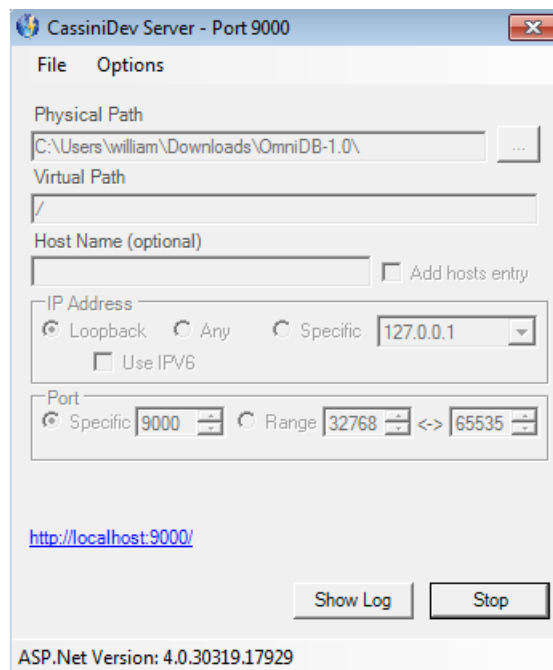 CassiniDev Server - Port 9000
File Options
Physical Path
C:\Users\william\Downloads\OmniDB-1.0\ ...
Virtual Path
/
Host Name (optional)
Add hosts entry
IP Address
Loopback Any Specific 127.0.0.1
Use IPV6
Port
Specific 9000 Range 32768 <-> 65535
http://localhost:9000/
Show Log Stop
ASP.Net Version: 4.0.30319.17929